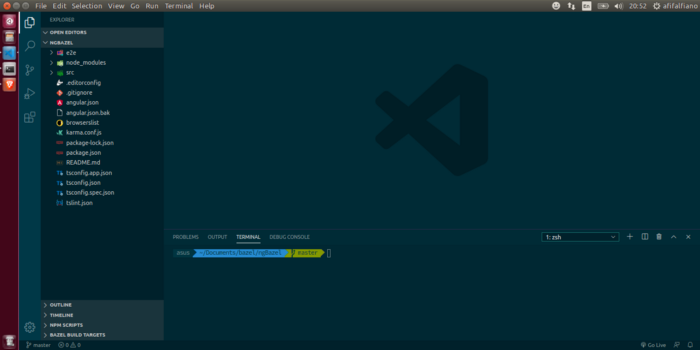 File Edit Selection View Go Run Terminal Help
20:52 afifalfiano
EXPLORER
OPEN EDITORS
NGBAZEL
e2e
node_modules
src
.editorconfig
.gitignore
angular.json
angular.json.bak
browserslist
karma.conf.js
package-lock.json
package.json
README.md
tsconfig.app.json
tsconfig.json
tsconfig.spec.json
tslint.json
PROBLEMS OUTPUT TERMINAL DEBUG CONSOLE 1: zsh
asus ~/Documents/bazel/ngBazel master
OUTLINE
TIMELINE
NPM SCRIPTS
BAZEL BUILD TARGETS
master 0 0 Go Live